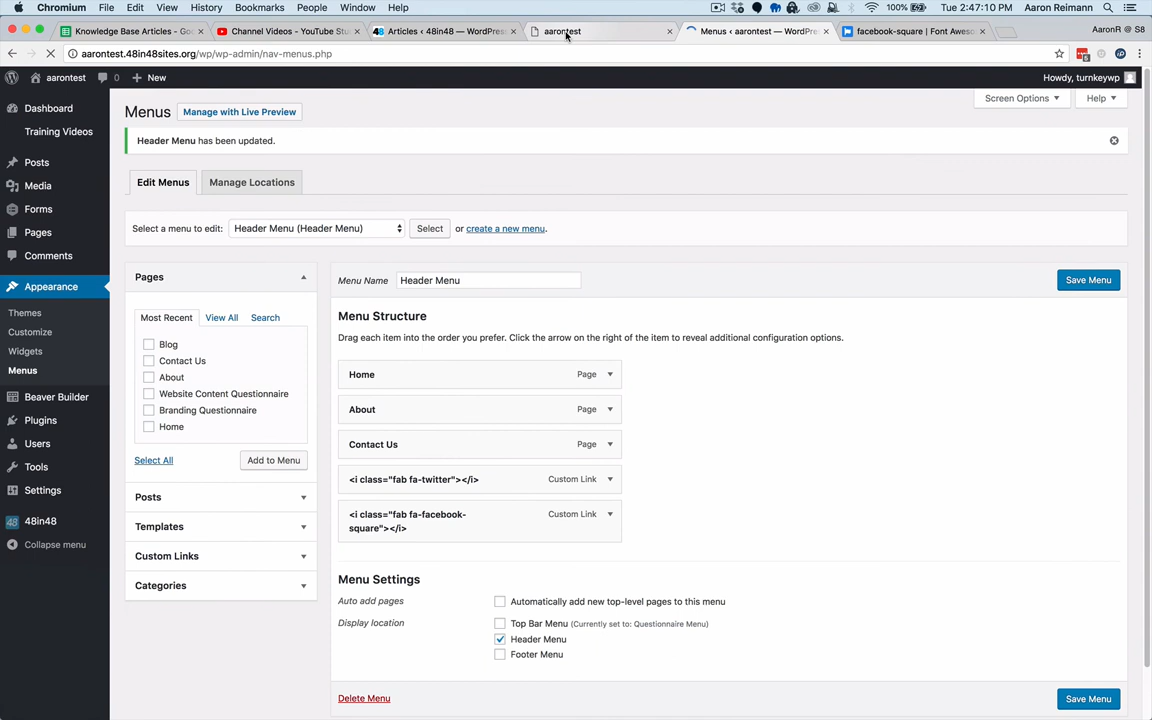 Chromium File Edit View History Bookmarks People Window Help
100% Tue 2:47:10 PM Aaron Reimann
Knowledge Base Articles - Goo
Channel Videos - YouTube Stu
48 Articles ‹ 48in48 — WordPres
aarontest
Menus ‹ aarontest — WordPres
facebook-square | Font Aweso
AaronR @ S8
aarontest.48in48sites.org/wp/wp-admin/nav-menus.php
aarontest 0 New
Howdy, turnkeywp
Dashboard
Training Videos
Posts
Media
Forms
Pages
Comments
Appearance
Themes
Customize
Widgets
Menus
Beaver Builder
Plugins
Users
Tools
Settings
48 48in48
Collapse menu
Screen Options
Help
Menus Manage with Live Preview
Header Menu has been updated.
Edit Menus Manage Locations
Select a menu to edit: Header Menu (Header Menu) Select or create a new menu.
Pages
Most Recent View All Search
Blog
Contact Us
About
Website Content Questionnaire
Branding Questionnaire
Home
Select All Add to Menu
Posts
Templates
Custom Links
Categories
Menu Name Header Menu Save Menu
Menu Structure
Drag each item into the order you prefer. Click the arrow on the right of the item to reveal additional configuration options.
Home Page
About Page
Contact Us Page
<i class="fab fa-twitter"></i> Custom Link
<i class="fab fa-facebook- Custom Link
square"></i>
Menu Settings
Auto add pages Automatically add new top-level pages to this menu
Display location Top Bar Menu (Currently set to: Questionnaire Menu)
Header Menu
Footer Menu
Delete Menu Save Menu